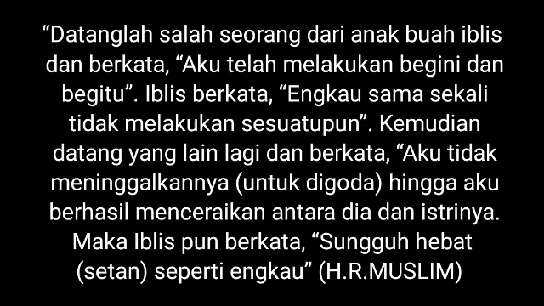 “Datanglah salah seorang dari anak buah iblis
dan berkata, “Aku telah melakukan begini dan
begitu”. Iblis berkata, “Engkau sama sekali
tidak melakukan sesuatupun”. Kemudian
datang yang lain lagi dan berkata, “Aku tidak
meninggalkannya (untuk digoda) hingga aku
berhasil menceraikan antara dia dan istrinya.
Maka Iblis pun berkata, “Sungguh hebat
(setan) seperti engkau” (H.R.MUSLIM)